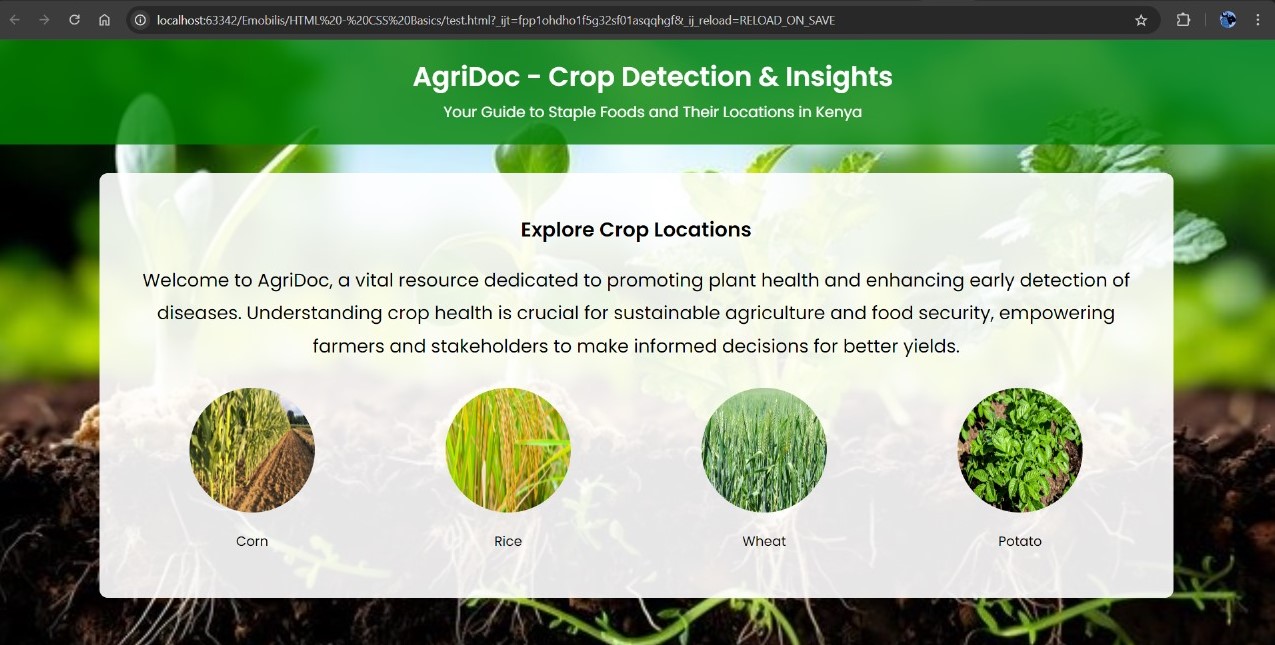 localhost:63342/Emobilis/HTML%20-%20CSS%20Basics/test.html?_ijt=fpp1ohdho1f5g32sf01asqqhgf&_ij_reload=RELOAD_ON_SAVE
AgriDoc - Crop Detection & Insights
Your Guide to Staple Foods and Their Locations in Kenya
Explore Crop Locations
Welcome to AgriDoc, a vital resource dedicated to promoting plant health and enhancing early detection of
diseases. Understanding crop health is crucial for sustainable agriculture and food security, empowering
farmers and stakeholders to make informed decisions for better yields.
Corn
Rice
Wheat
Potato